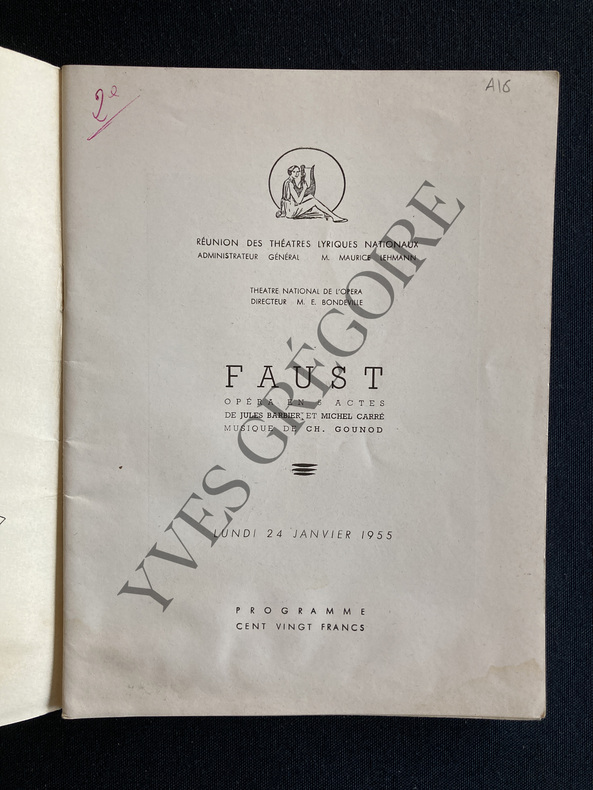 2e
A16
RÉUNION DES THÉATRES LYRIQUES NATIONAUX
ADMINISTRATEUR GÉNÉRAL M. MAURICE LEHMANN
THEATRE NATIONAL DE L'OPERA
DIRECTEUR M. E. BONDEVILLE
FAUST
OPÉRA EN 5 ACTES
DE JULES BARBIER ET MICHEL CARRÉ
MUSIQUE DE CH. GOUNOD
LUNDI 24 JANVIER 1955
PROGRAMME
CENT VINGT FRANCS
YVES GRÉGOIRE